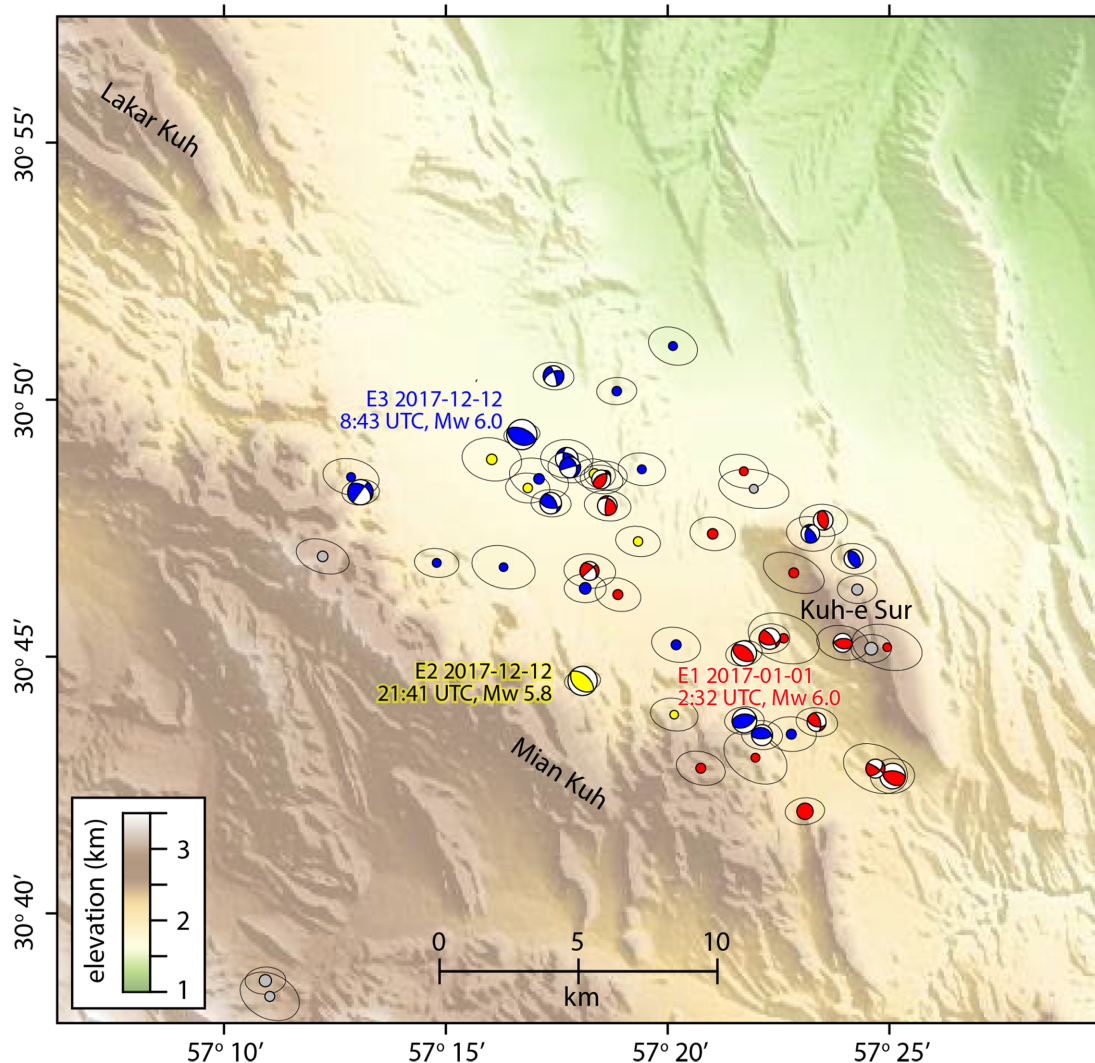 Lakar Kuh
30° 55’
30° 50’
30° 45’
30° 40’
E3 2017-12-12
8:43 UTC, Mw 6.0
Kuh-e Sur
E2 2017-12-12
21:41 UTC, Mw 5.8
E1 2017-01-01
2:32 UTC, Mw 6.0
Mian Kuh
elevation (km)
3
2
1
0 5 10
km
57° 10’ 57° 15’ 57° 20’ 57° 25’